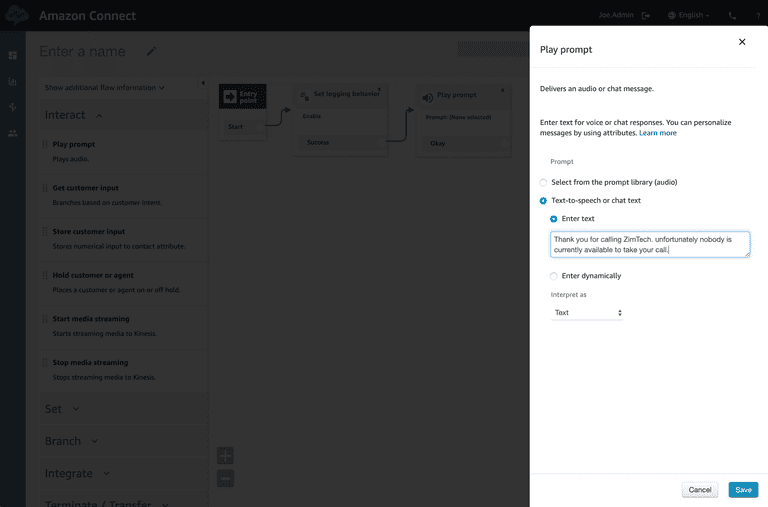 Amazon Connect
Joe.Admin
English
?
Enter a name
Show additional flow information
Interact
Play prompt
Plays audio.
Get customer input
Branches based on customer intent.
Store customer input
Stores numerical input to contact attribute.
Hold customer or agent
Places a customer or agent on or off hold.
Start media streaming
Starts streaming media to Kinesis.
Stop media streaming
Stops streaming media to Kinesis.
Set
Branch
Integrate
Terminate / Transfer
Entry
point
Start
Set logging behavior
Enable
Success
Play prompt
Prompt: [None selected]
Okay
Play prompt
Delivers an audio or chat message.
Enter text for voice or chat responses. You can personalize
messages by using attributes. Learn more
Prompt
Select from the prompt library (audio)
Text-to-speech or chat text
Enter text
Thank you for calling ZimTech. unfortunately nobody is
currently available to take your call.
Enter dynamically
Interpret as
Text
Cancel
Save